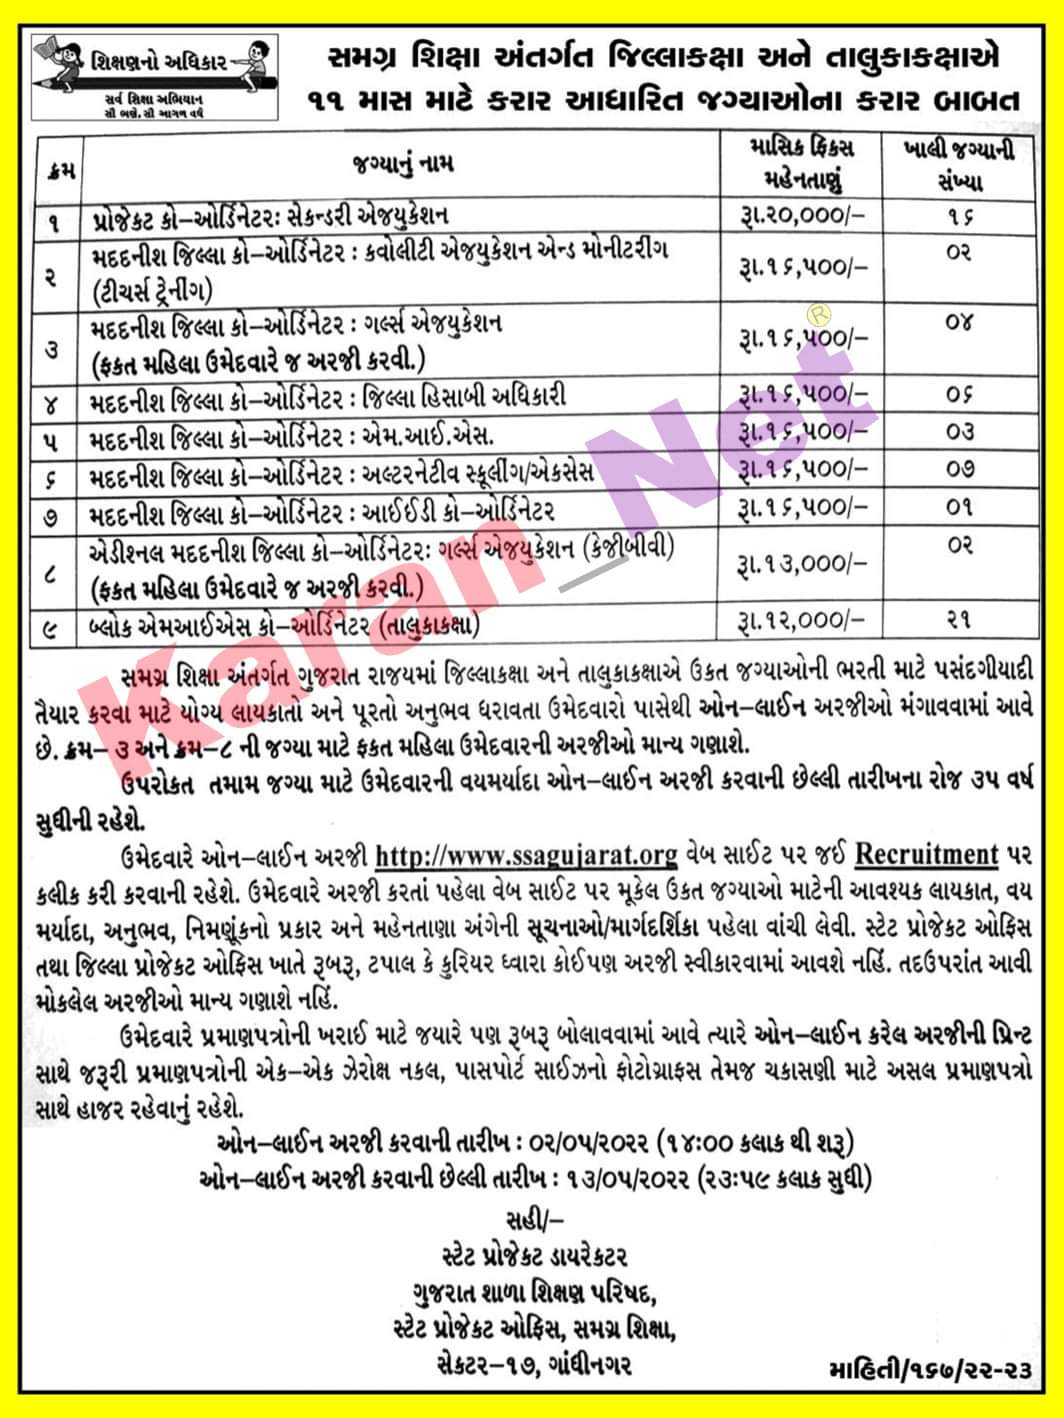 શિક્ષણનો અધિકાર
સર્વ શિક્ષા અભિયાન
સૌ ભણે, સૌ આગળ વધે
સમગ્ર શિક્ષા અંતર્ગત જિલ્લાકક્ષા અને તાલુકાકક્ષાએ
૧૧ માસ માટે કરાર આધારિત જગ્યાઓના કરાર બાબત
ક્રમ જગ્યાનું નામ માસિક ફિકસ મહેનતાણું ખાલી જગ્યાની સંખ્યા
૧ પ્રોજેકટ કો-ઓર્ડિનેટરઃ સેકન્ડરી એજ્યુકેશન રૂા.૨૦,૦૦૦/- ૧૬
૨ મદદનીશ જિલ્લા કો-ઓર્ડિનેટર : કવોલીટી એજ્યુકેશન એન્ડ મોનીટરીંગ રૂા.૧૬,૫૦૦/- ૦૨
(ટીચર્સ ટ્રેનીંગ)
૩ મદદનીશ જિલ્લા કો-ઓર્ડિનેટર : ગર્લ્સ એજ્યુકેશન રૂા.૧૬,૫૦૦/- ૦૪
(ફકત મહિલા ઉમેદવારે જ અરજી કરવી.)
૪ મદદનીશ જિલ્લા કો-ઓર્ડિનેટર : જિલ્લા હિસાબી અધિકારી રૂા.૧૬,૫૦૦/- ૦૬
૫ મદદનીશ જિલ્લા કો-ઓર્ડિનેટર : એમ.આઈ.એસ. રૂા.૧૬,૫૦૦/- ૦૩
૬ મદદનીશ જિલ્લા કો-ઓર્ડિનેટર : અલ્ટરનેટીવ સ્કૂલીંગ/એકસેસ રૂા.૧૬,૫૦૦/- ૦૭
૭ મદદનીશ જિલ્લા કો-ઓર્ડિનેટર : આઈઈડી કો-ઓર્ડિનેટર રૂા.૧૬,૫૦૦/- ૦૧
૮ એડીશ્નલ મદદનીશ જિલ્લા કો-ઓર્ડિનેટરઃ ગર્લ્સ એજ્યુકેશન (કેજીબીવી) રૂા.૧૩,૦૦૦/- ૦૨
(ફકત મહિલા ઉમેદવારે જ અરજી કરવી.)
૯ બ્લોક એમઆઈએસ કો-ઓર્ડિનેટર (તાલુકાકક્ષા) રૂા.૧૨,૦૦૦/- ૨૧
સમગ્ર શિક્ષા અંતર્ગત ગુજરાત રાજ્યમાં જિલ્લાકક્ષા અને તાલુકાકક્ષાએ ઉકત જગ્યાઓની ભરતી માટે પસંદગીયાદી
તૈયાર કરવા માટે યોગ્ય લાયકાતો અને પૂરતો અનુભવ ધરાવતા ઉમેદવારો પાસેથી ઓન-લાઈન અરજીઓ મંગાવવામાં આવે
છે. ક્રમ- ૩ અને ક્રમ-૮ ની જગ્યા માટે ફકત મહિલા ઉમેદવારની અરજીઓ માન્ય ગણાશે.
ઉપરોકત તમામ જગ્યા માટે ઉમેદવારની વયમર્યાદા ઓન-લાઈન અરજી કરવાની છેલ્લી તારીખના રોજ ૩૫ વર્ષ
સુધીની રહેશે.
ઉમેદવારે ઓન-લાઈન અરજી http://www.ssagujarat.org વેબ સાઈટ પર જઈ Recruitment પર
કલીક કરી કરવાની રહેશે. ઉમેદવારે અરજી કરતાં પહેલા વેબ સાઈટ પર મૂકેલ ઉકત જગ્યાઓ માટેની આવશ્યક લાયકાત, વય
મર્યાદા, અનુભવ, નિમણૂંકનો પ્રકાર અને મહેનતાણા અંગેની સૂચનાઓ/માર્ગદર્શિકા પહેલા વાંચી લેવી. સ્ટેટ પ્રોજેકટ ઓફિસ
તથા જિલ્લા પ્રોજેકટ ઓફિસ ખાતે રૂબરૂ, ટપાલ કે કુરિયર ધ્વારા કોઈપણ અરજી સ્વીકારવામાં આવશે નહિં. તદઉપરાંત આવી
મોકલેલ અરજીઓ માન્ય ગણાશે નહિં.
ઉમેદવારે પ્રમાણપત્રોની ખરાઈ માટે જયારે પણ રૂબરૂ બોલાવવામાં આવે ત્યારે ઓન-લાઈન કરેલ અરજીની પ્રિન્ટ
સાથે જરૂરી પ્રમાણપત્રોની એક-એક ઝેરોક્ષ નકલ, પાસપોર્ટ સાઈઝનો ફોટોગ્રાફસ તેમજ ચકાસણી માટે અસલ પ્રમાણપત્રો
સાથે હાજર રહેવાનું રહેશે.
ઓન-લાઈન અરજી કરવાની તારીખ : ૦૨/૦૫/૨૦૨૨ (૧૪:૦૦ કલાક થી શરૂ)
ઓન-લાઈન અરજી કરવાની છેલ્લી તારીખ : ૧૩/૦૫/૨૦૨૨ (૨૩:૫૯ કલાક સુધી)
સહી/-
સ્ટેટ પ્રોજેકટ ડાયરેકટર
ગુજરાત શાળા શિક્ષણ પરિષદ,
સ્ટેટ પ્રોજેકટ ઓફિસ, સમગ્ર શિક્ષા,
સેકટર-૧૭, ગાંધીનગર
માહિતી/૧૬૭/૨૨-૨૩
Karan_Net ®